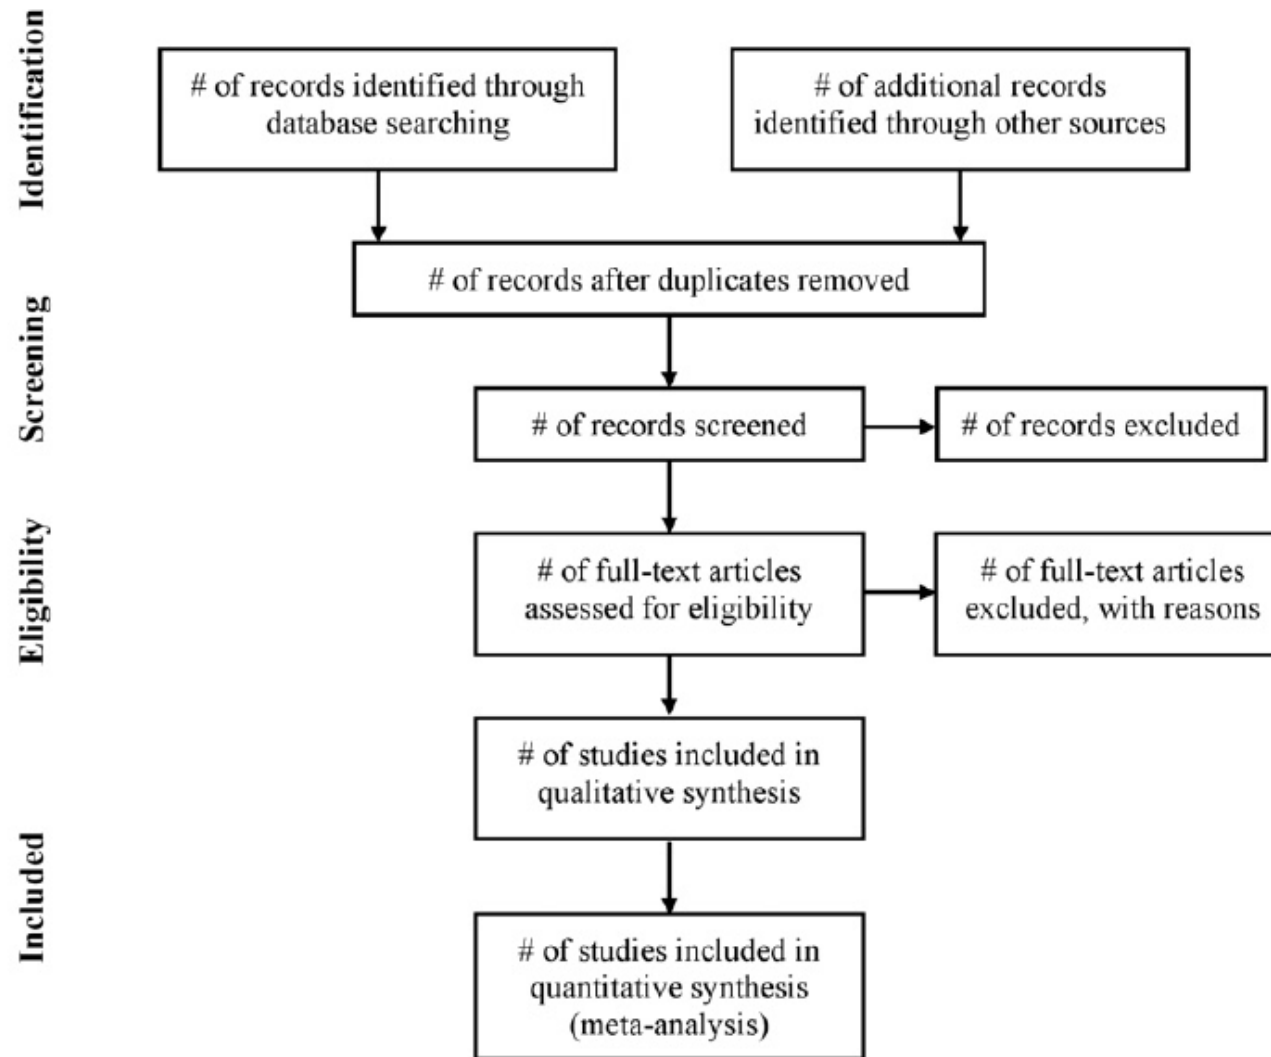 Identification
# of records identified through
database searching
# of additional records
identified through other sources
# of records after duplicates removed
Screening
# of records screened
# of records excluded
Eligibility
# of full-text articles
assessed for eligibility
# of full-text articles
excluded, with reasons
# of studies included in
qualitative synthesis
Included
# of studies included in
quantitative synthesis
(meta-analysis)